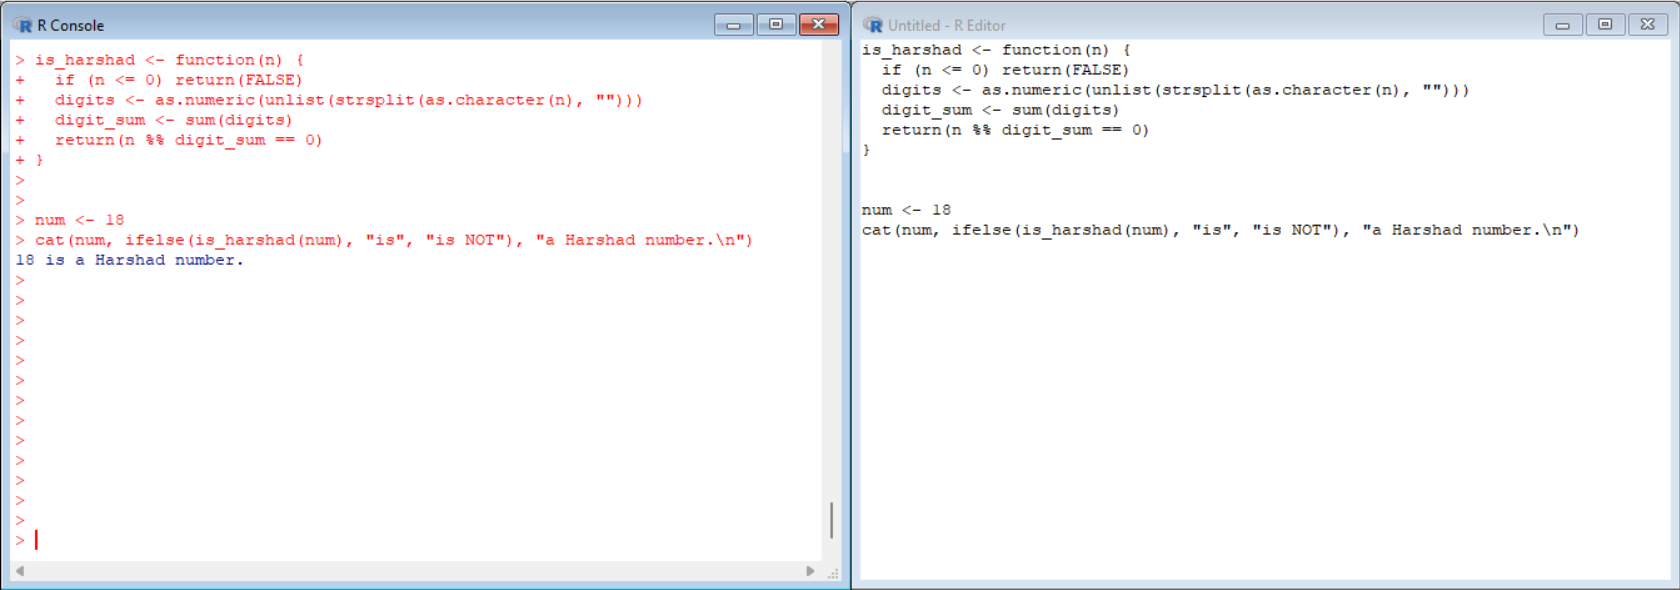 R Console
> is_harshad <- function(n) {
+   if (n <= 0) return(FALSE)
+   digits <- as.numeric(unlist(strsplit(as.character(n), "")))
+   digit_sum <- sum(digits)
+   return(n %% digit_sum == 0)
+ }
>
>
> num <- 18
> cat(num, ifelse(is_harshad(num), "is", "is NOT"), "a Harshad number.\n")
18 is a Harshad number.
>
>
>
>
>
>
>
>
>
>
>
>
>
>
Untitled - R Editor
is_harshad <- function(n) {
  if (n <= 0) return(FALSE)
  digits <- as.numeric(unlist(strsplit(as.character(n), "")))
  digit_sum <- sum(digits)
  return(n %% digit_sum == 0)
}
num <- 18
cat(num, ifelse(is_harshad(num), "is", "is NOT"), "a Harshad number.\n")